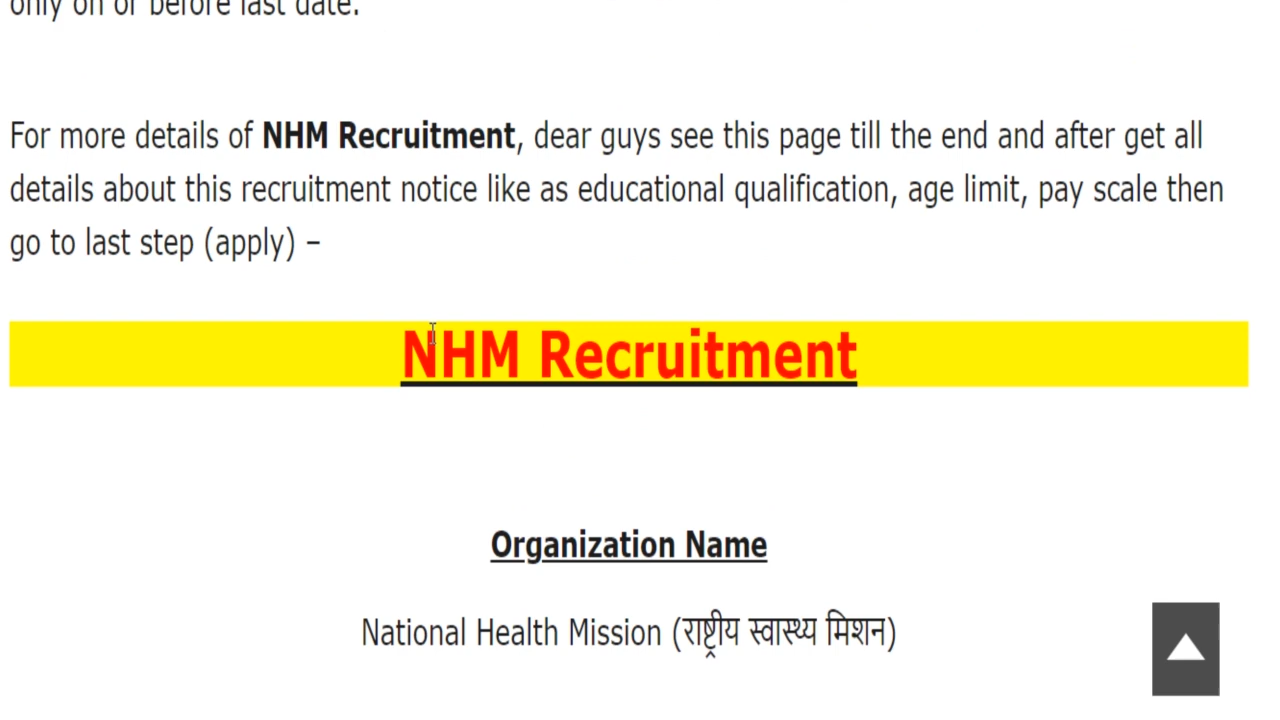 only on or before last date.
For more details of NHM Recruitment, dear guys see this page till the end and after get all
details about this recruitment notice like as educational qualification, age limit, pay scale then
go to last step (apply) –
NHM Recruitment
Organization Name
National Health Mission (राष्ट्रीय स्वास्थ्य मिशन)